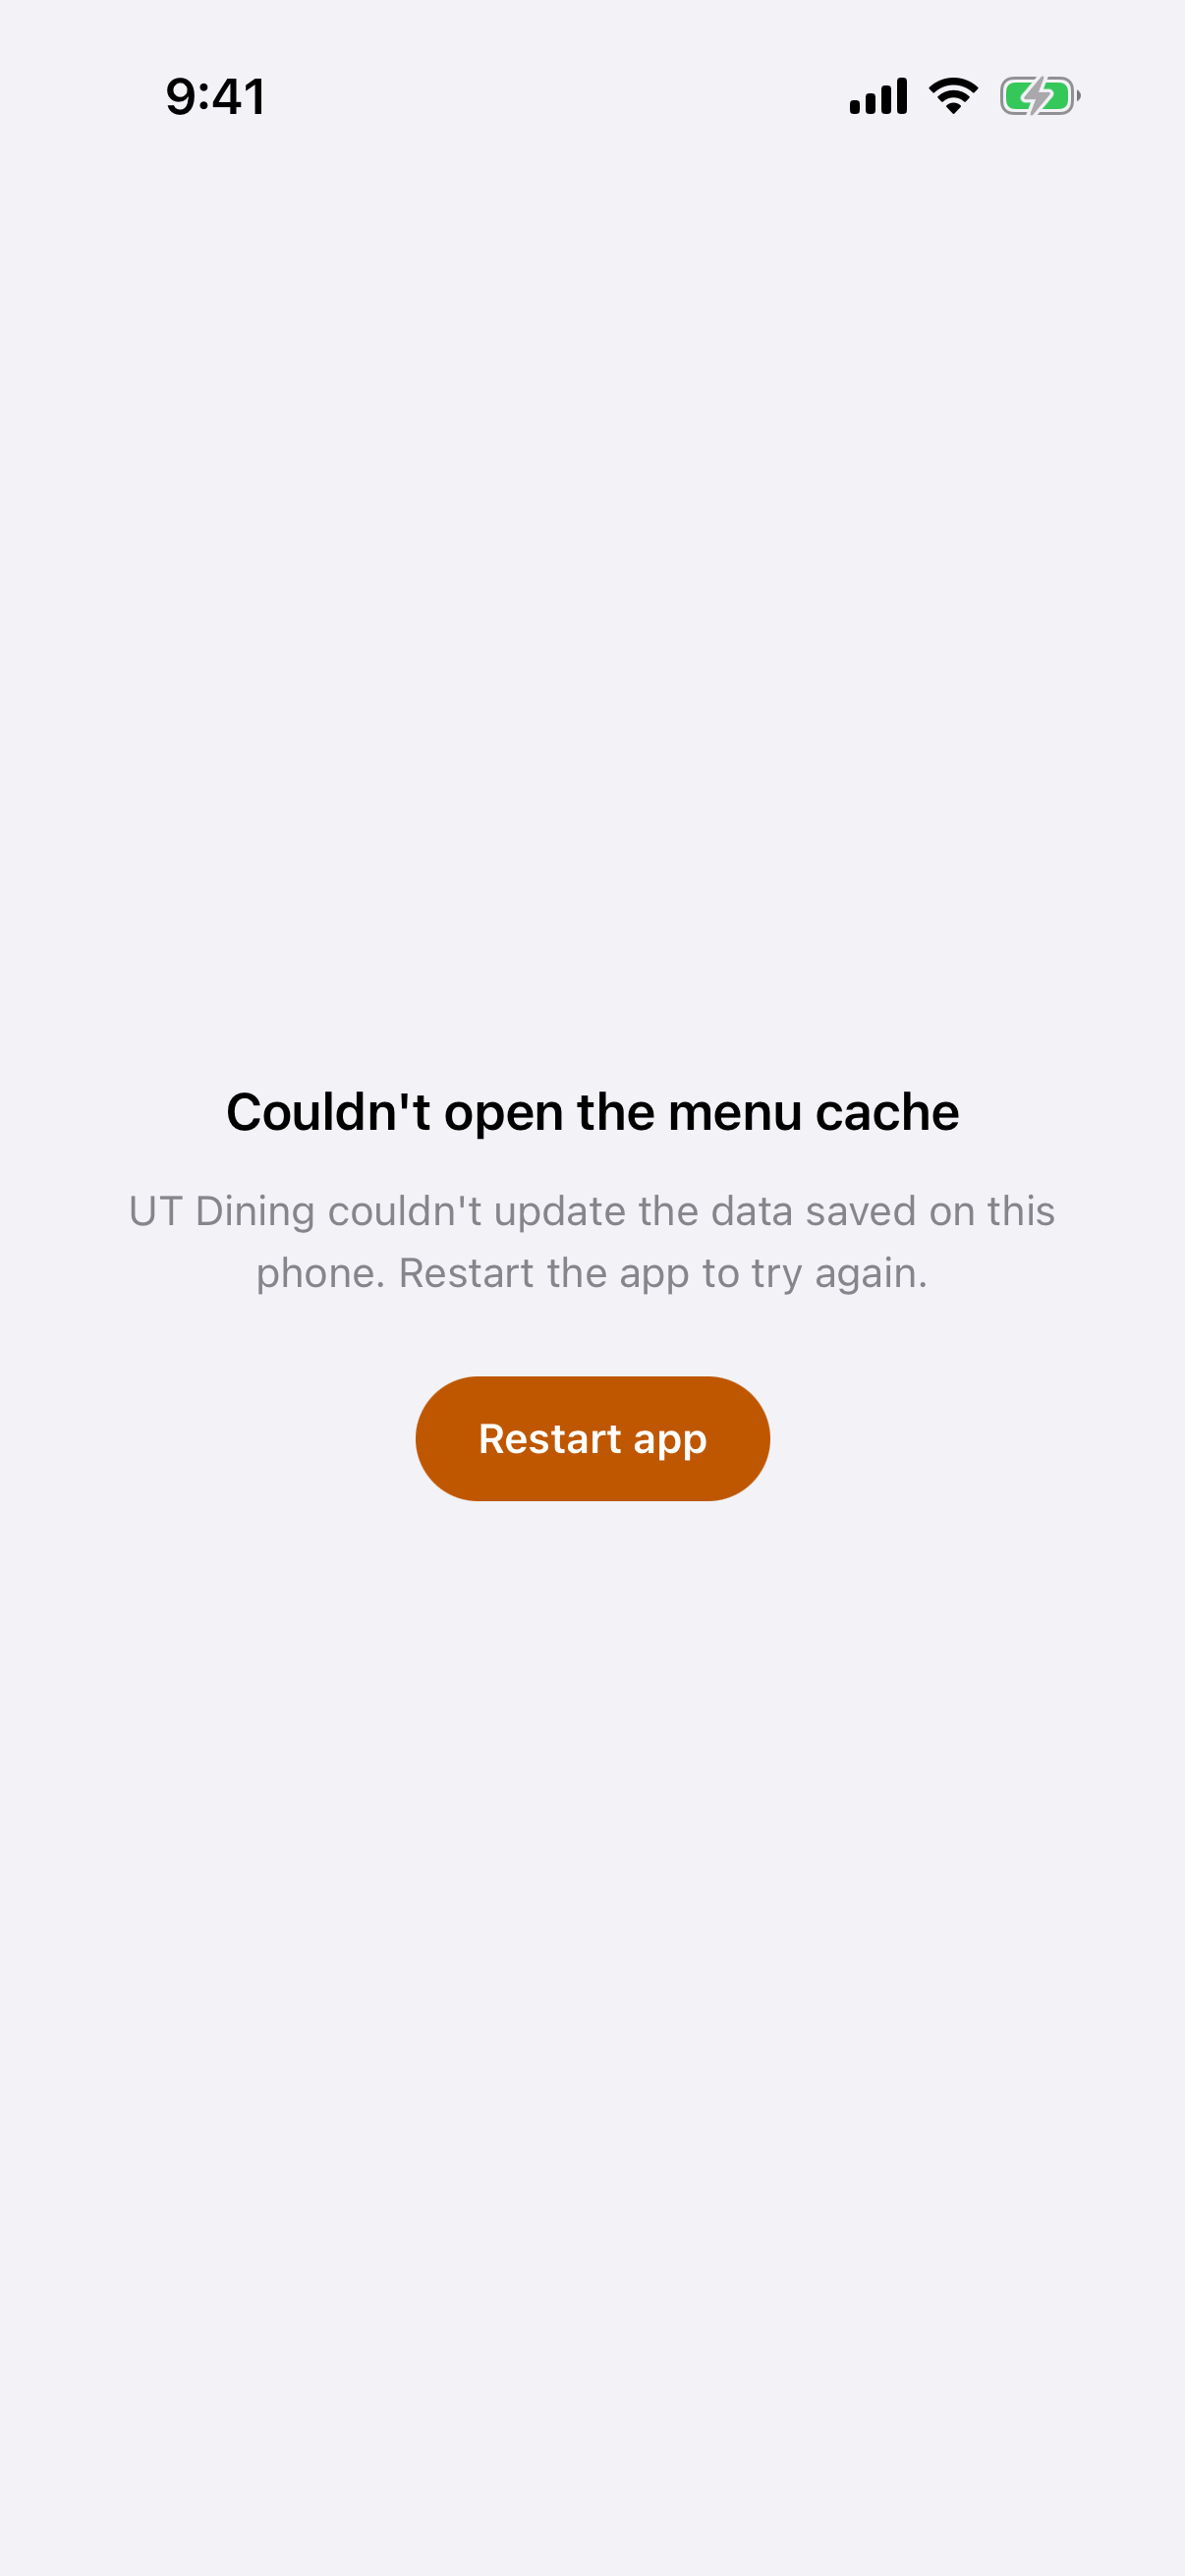 9:41
Couldn't open the menu cache
UT Dining couldn't update the data saved on this
phone. Restart the app to try again.
Restart app